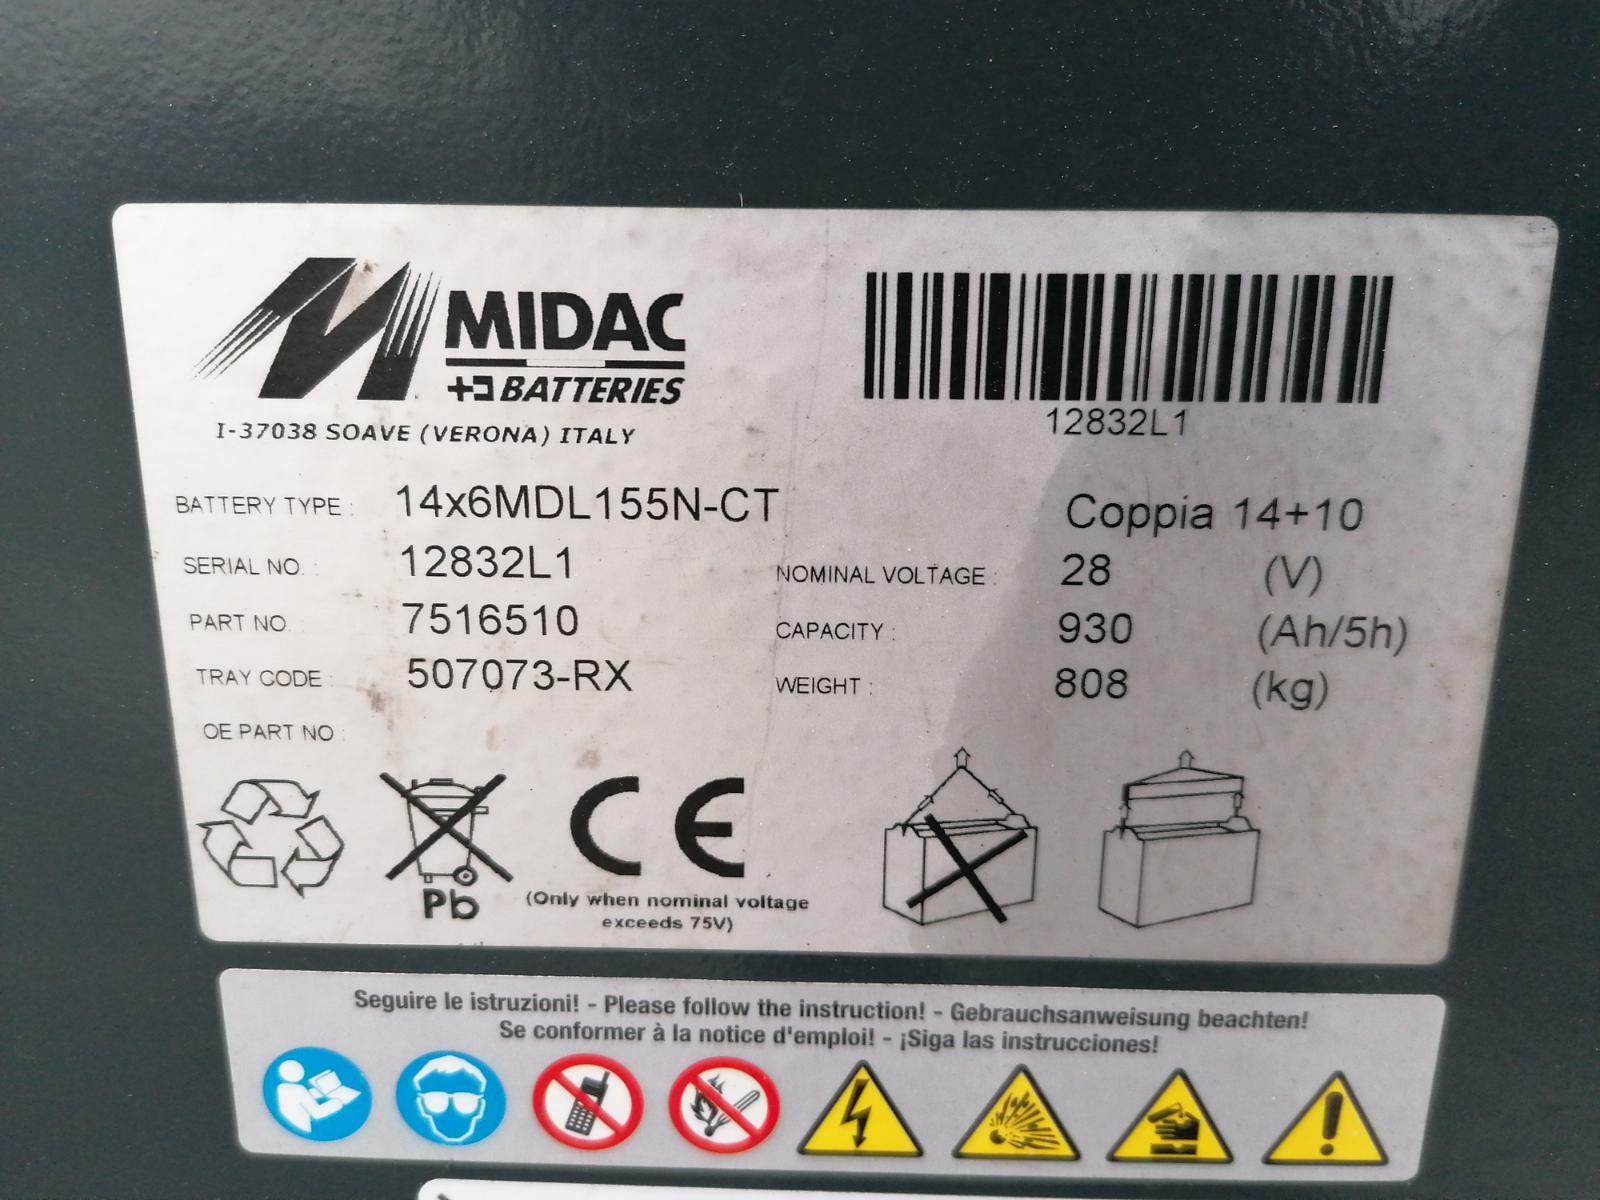 MIDAC
BATTERIES
I-37038 SOAVE (VERONA) ITALY
12832L1
BATTERY TYPE : 14x6MDL155N-CT Coppia 14+10
SERIAL NO. : 12832L1 NOMINAL VOLTAGE : 28 (V)
PART NO. 7516510 CAPACITY : 930 (Ah/5h)
TRAY CODE : 507073-RX WEIGHT : 808 (kg)
OE PART NO :
Pb
CE
(Only when nominal voltage
exceeds 75V)
Seguire le istruzioni! - Please follow the instruction! - Gebrauchsanweisung beachten!
Se conformer à la notice d'emploi! - ¡Siga las instrucciones!